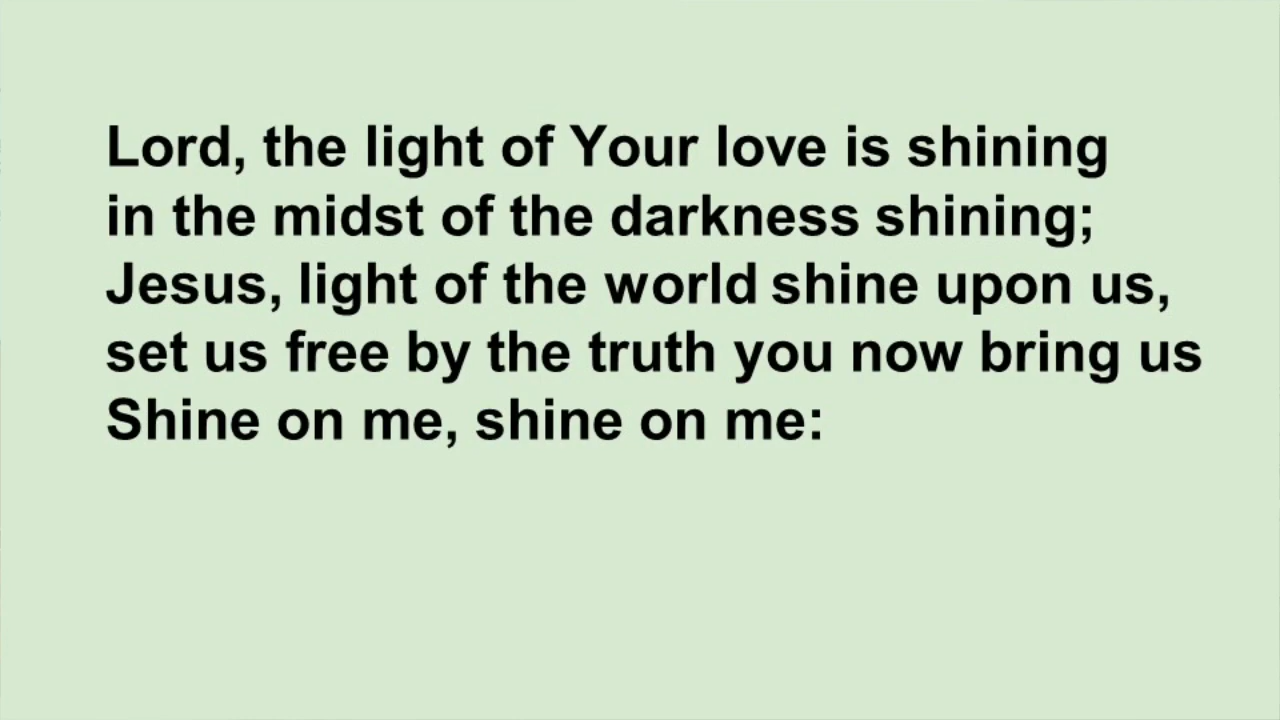 Lord, the light of Your love is shining
in the midst of the darkness shining;
Jesus, light of the world shine upon us,
set us free by the truth you now bring us
Shine on me, shine on me: